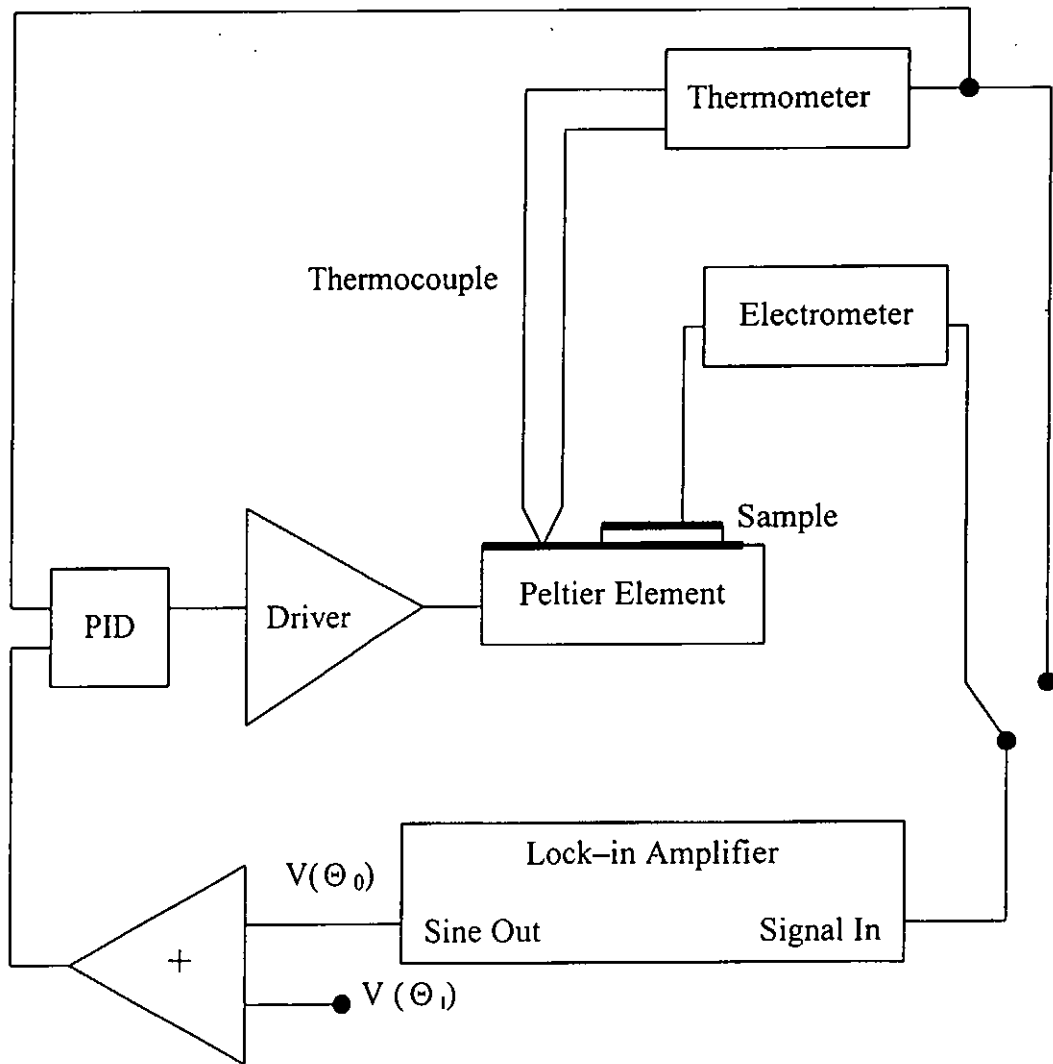 Thermometer
Thermocouple
Electrometer
Sample
Peltier Element
Driver
PID
Lock–in Amplifier
V(Θ₀)
Sine Out
Signal In
+
V (Θ₁)